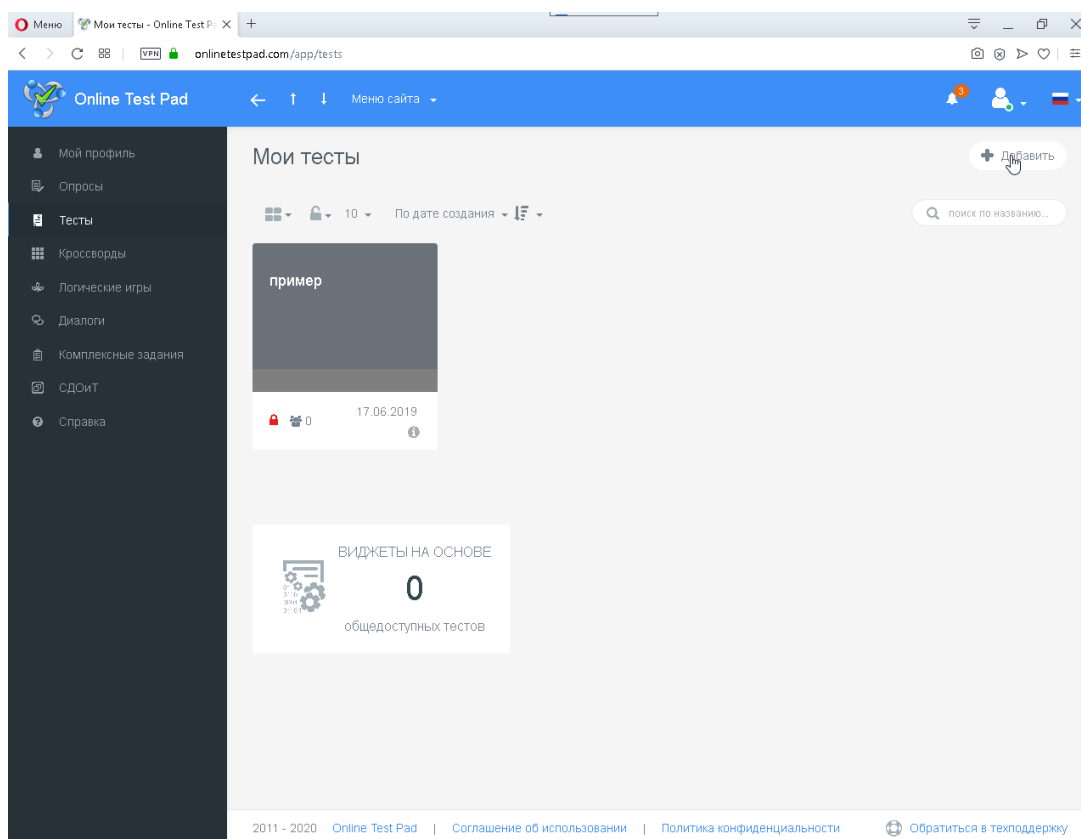 Меню
Мои тесты - Online Test P
VPN
onlinetestpad.com/app/tests
Online Test Pad
Меню сайта
3
Мой профиль
Опросы
Тесты
Кроссворды
Логические игры
Диалоги
Комплексные задания
СДОиТ
Справка
Мои тесты
Добавить
10
По дате создания
поиск по названию...
пример
0
17.06.2019
ВИДЖЕТЫ НА ОСНОВЕ
0
общедоступных тестов
2011 - 2020 Online Test Pad | Соглашение об использовании | Политика конфиденциальности
Обратиться в техподдержку